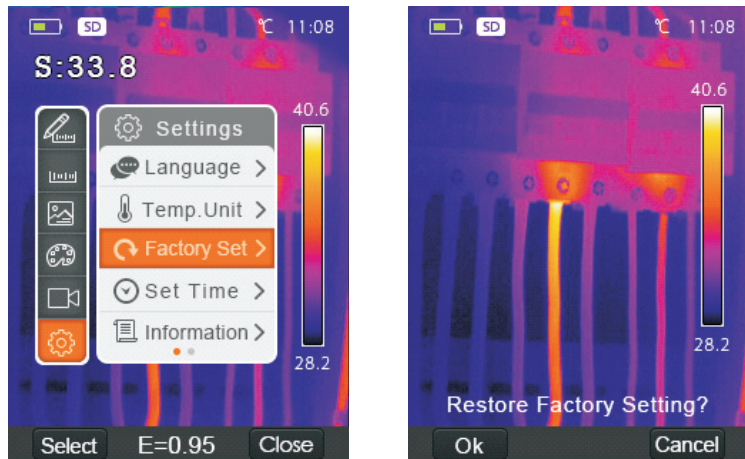 SD ℃ 11:08
S:33.8
40.6
Settings
Language
Temp.Unit
Factory Set
Set Time
Information
28.2
Select E=0.95 Close
SD ℃ 11:08
40.6
28.2
Restore Factory Setting?
Ok Cancel